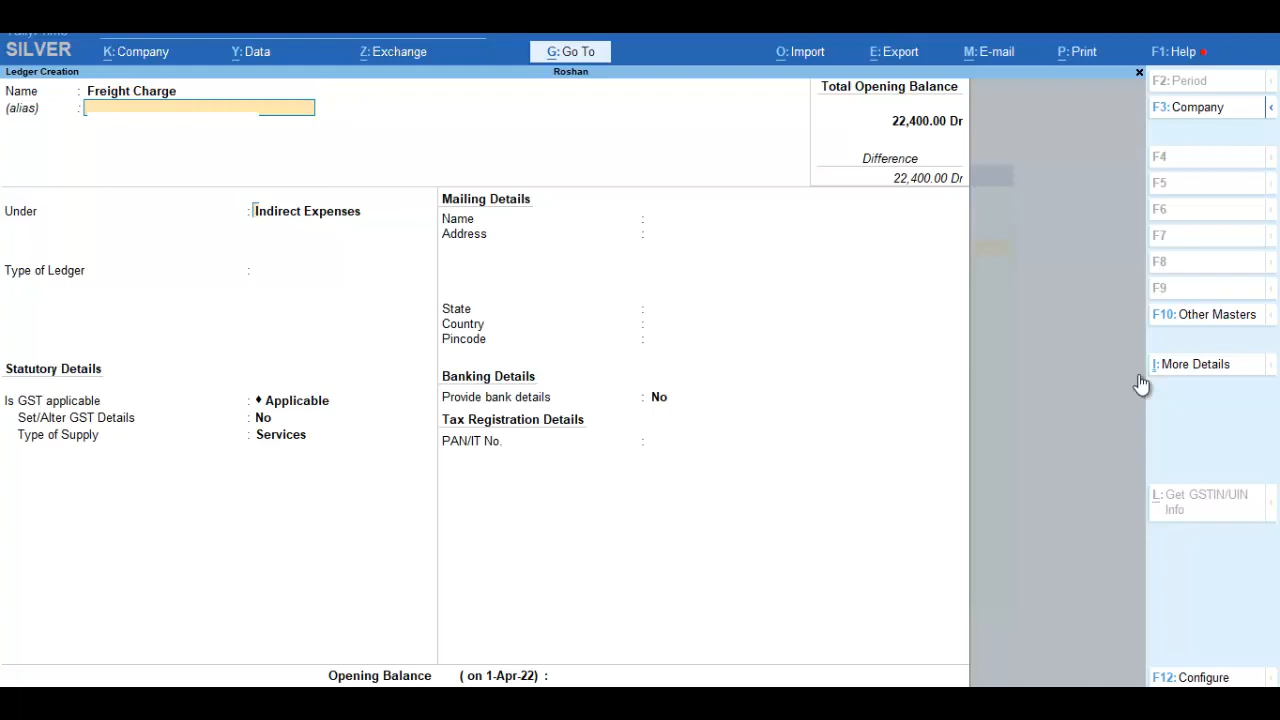 SILVER
K: Company
Y: Data
Z: Exchange
G: Go To
O: Import
E: Export
M: E-mail
P: Print
F1: Help
Ledger Creation
Roshan
Name : Freight Charge
(alias) :
Total Opening Balance
22,400.00 Dr
Difference
22,400.00 Dr
Under : Indirect Expenses
Type of Ledger :
Statutory Details
Is GST applicable : ♦ Applicable
Set/Alter GST Details : No
Type of Supply : Services
Mailing Details
Name :
Address :
State :
Country :
Pincode :
Banking Details
Provide bank details : No
Tax Registration Details
PAN/IT No. :
Opening Balance ( on 1-Apr-22) :
F2: Period
F3: Company
F4
F5
F6
F7
F8
F9
F10: Other Masters
I: More Details
L: Get GSTIN/UIN
Info
F12: Configure